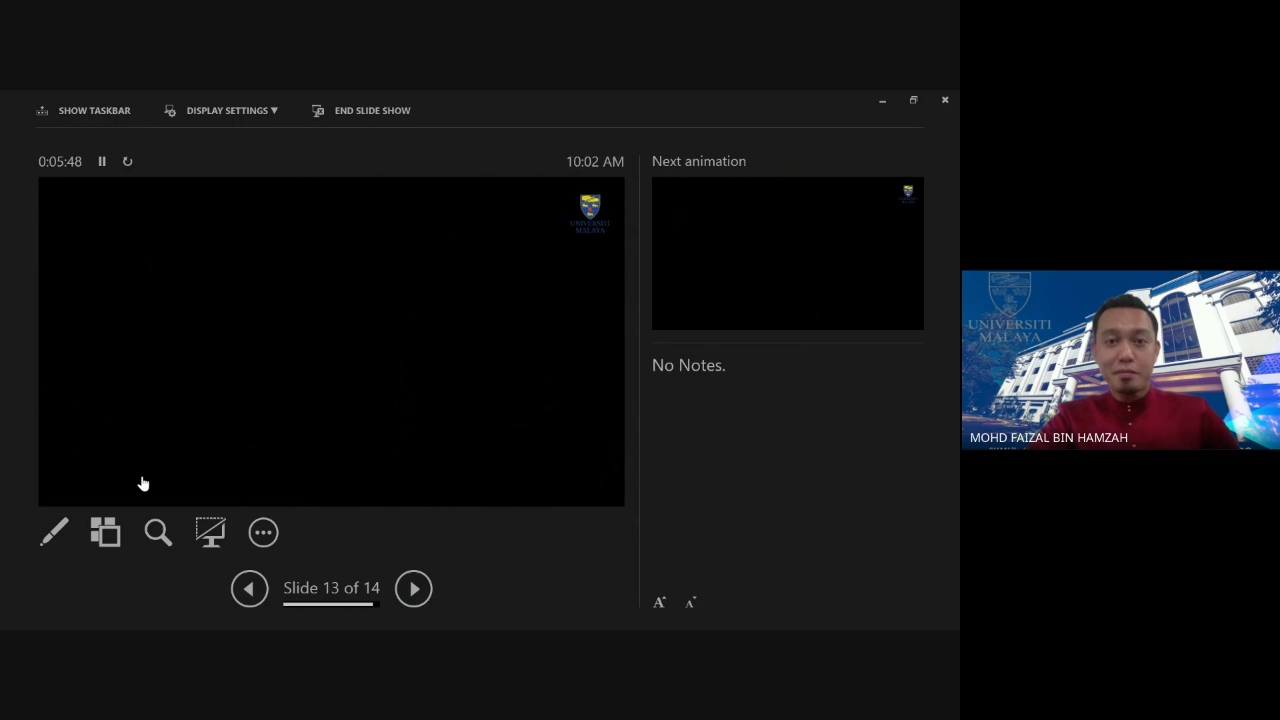 SHOW TASKBAR
DISPLAY SETTINGS ▼
END SLIDE SHOW
0:05:48
10:02 AM
UNIVERSITI
MALAYA
Next animation
No Notes.
Slide 13 of 14
UNIVERSITI
MALAYA
MOHD FAIZAL BIN HAMZAH